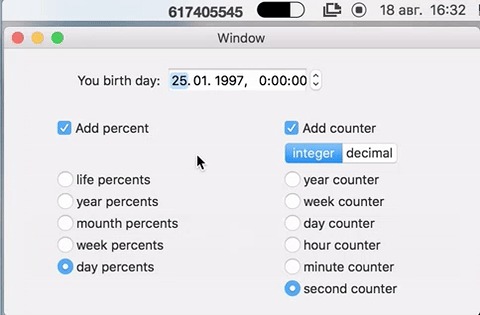 617405545 18 авг. 16:32
Window
You birth day: 25.01.1997, 0:00:00
Add percent Add counter
integer decimal
life percents year counter
year percents week counter
mounth percents day counter
week percents hour counter
day percents minute counter
second counter